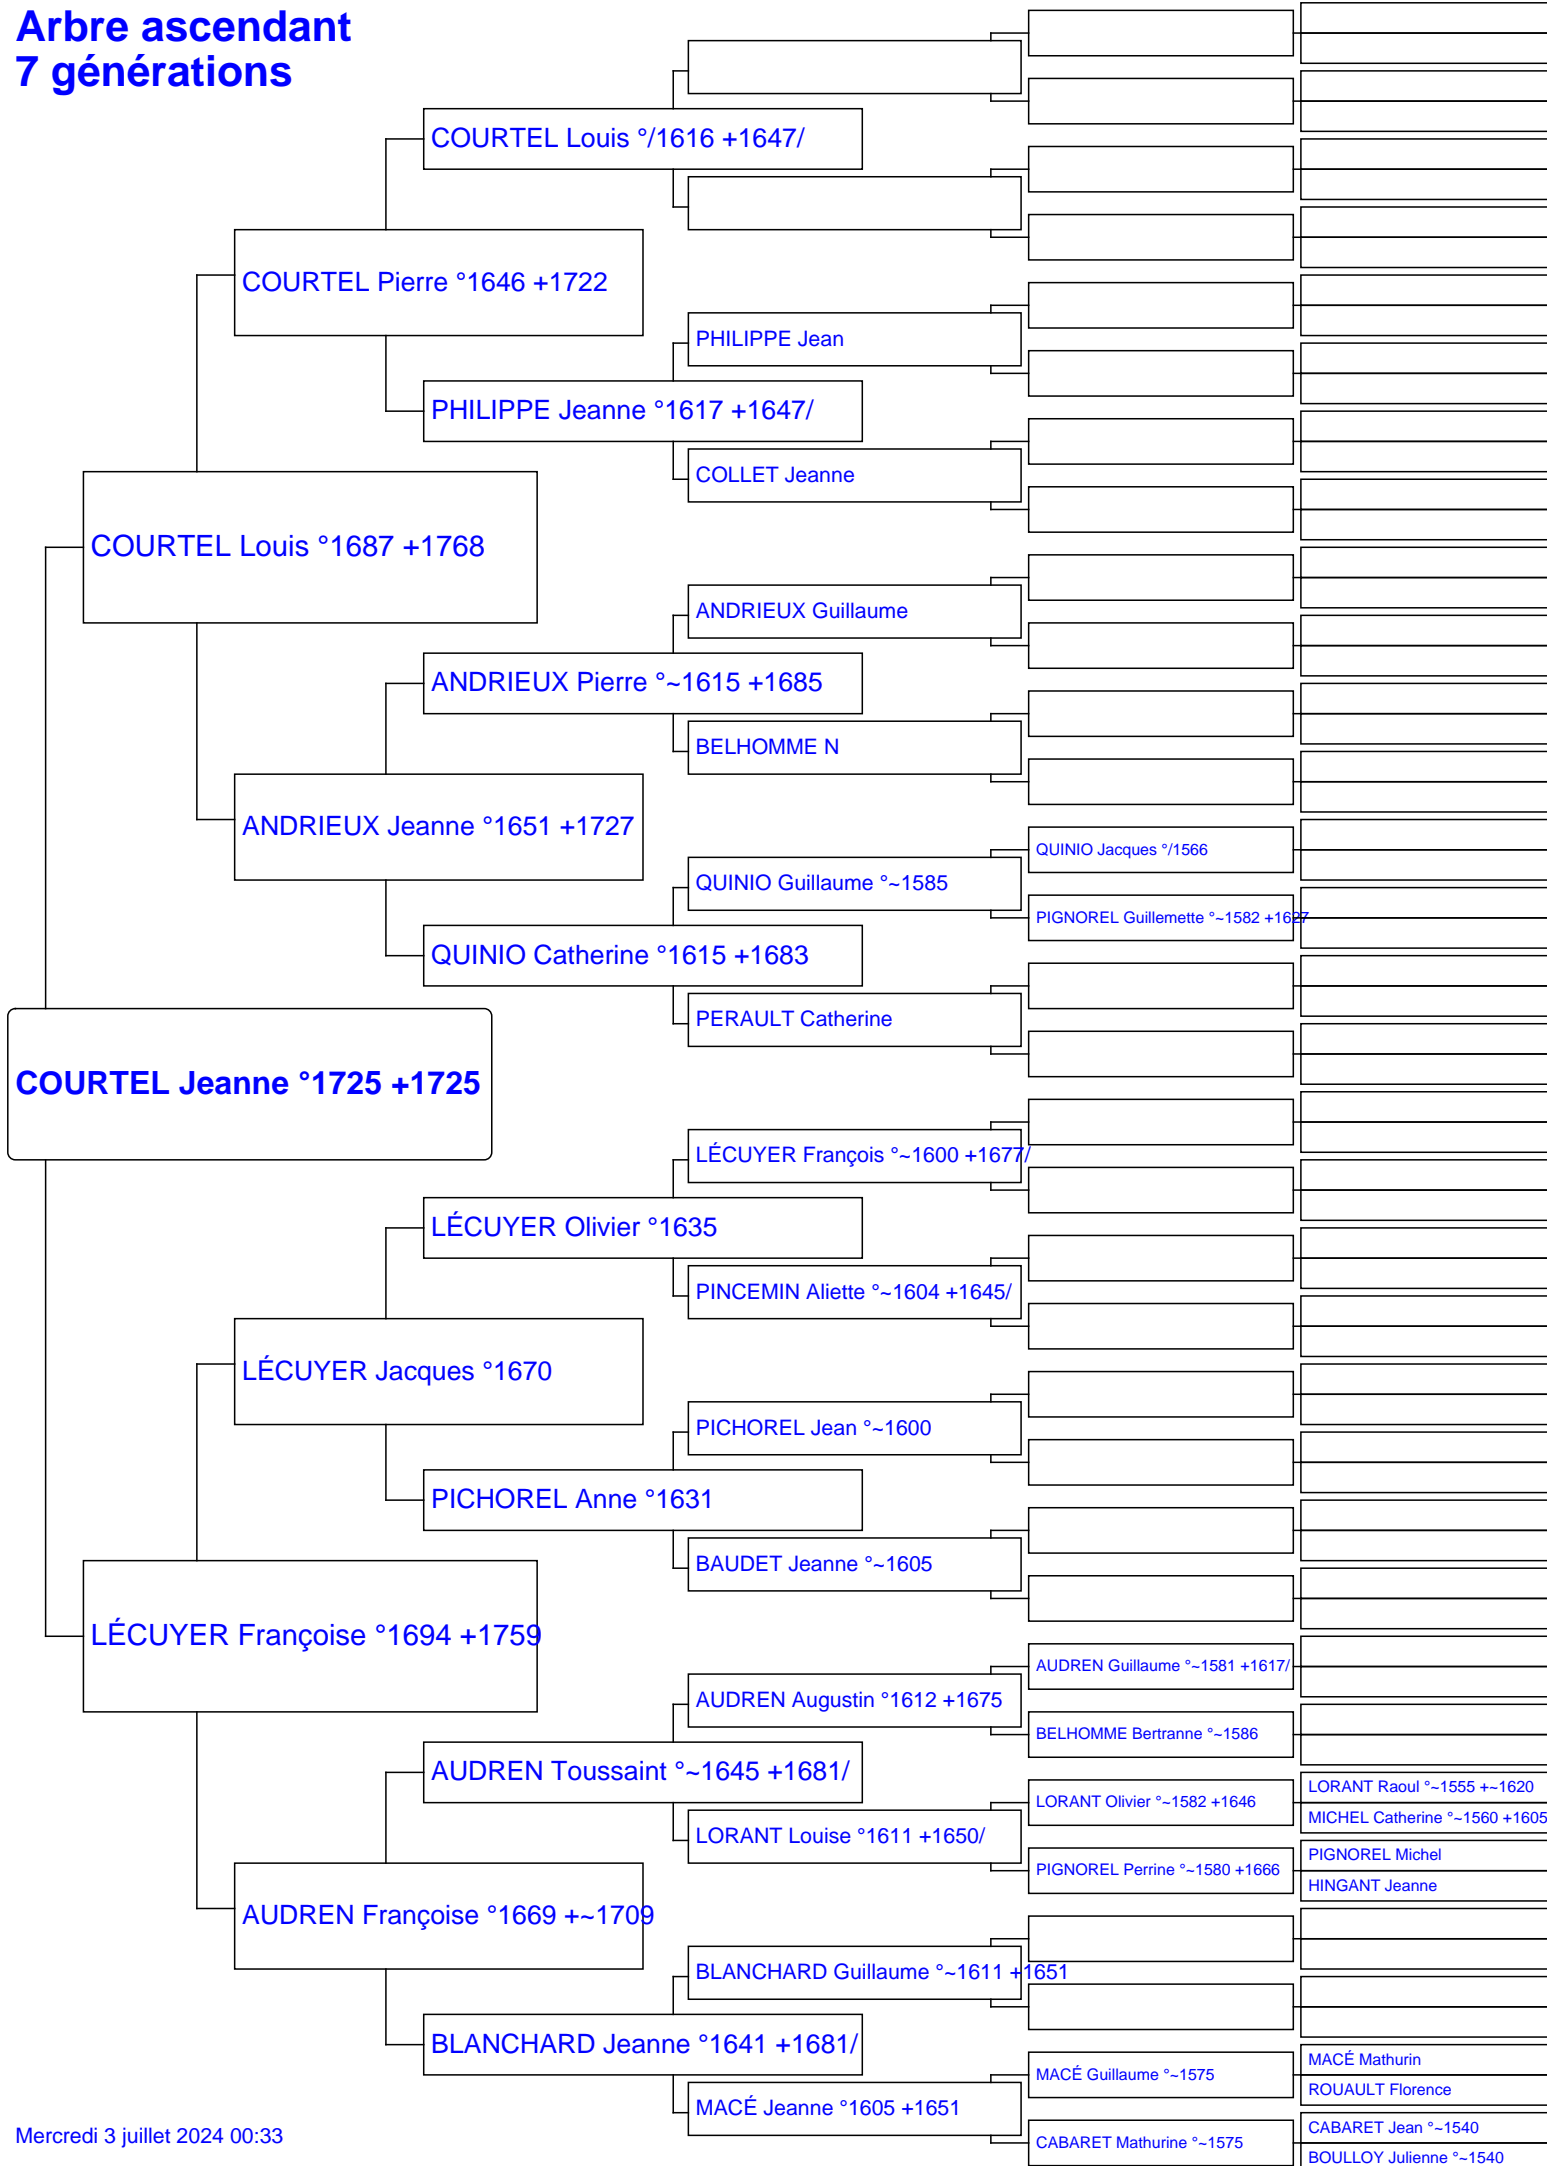 Arbre ascendant
7 générations
COURTEL Louis °/1616 +1647/
COURTEL Pierre °1646 +1722
PHILIPPE Jean
PHILIPPE Jeanne °1617 +1647/
COLLET Jeanne
COURTEL Louis °1687 +1768
ANDRIEUX Guillaume
ANDRIEUX Pierre °~1615 +1685
BELHOMME N
ANDRIEUX Jeanne °1651 +1727
QUINIO Jacques °/1566
QUINIO Guillaume °~1585
PIGNOREL Guillemette °~1582 +1627
QUINIO Catherine °1615 +1683
PERAULT Catherine
COURTEL Jeanne °1725 +1725
LÉCUYER François °~1600 +1677/
LÉCUYER Olivier °1635
PINCEMIN Aliette °~1604 +1645/
LÉCUYER Jacques °1670
PICHOREL Jean °~1600
PICHOREL Anne °1631
BAUDET Jeanne °~1605
LÉCUYER Françoise °1694 +1759
AUDREN Guillaume °~1581 +1617/
AUDREN Augustin °1612 +1675
BELHOMME Bertranne °~1586
AUDREN Toussaint °~1645 +1681/
LORANT Raoul °~1555 +~1620
LORANT Olivier °~1582 +1646
MICHEL Catherine °~1560 +1605
LORANT Louise °1611 +1650/
PIGNOREL Michel
PIGNOREL Perrine °~1580 +1666
HINGANT Jeanne
AUDREN Françoise °1669 +~1709
BLANCHARD Guillaume °~1611 +1651
BLANCHARD Jeanne °1641 +1681/
MACÉ Mathurin
MACÉ Guillaume °~1575
ROUAULT Florence
MACÉ Jeanne °1605 +1651
CABARET Jean °~1540
CABARET Mathurine °~1575
BOULLOY Julienne °~1540
Mercredi 3 juillet 2024 00:33